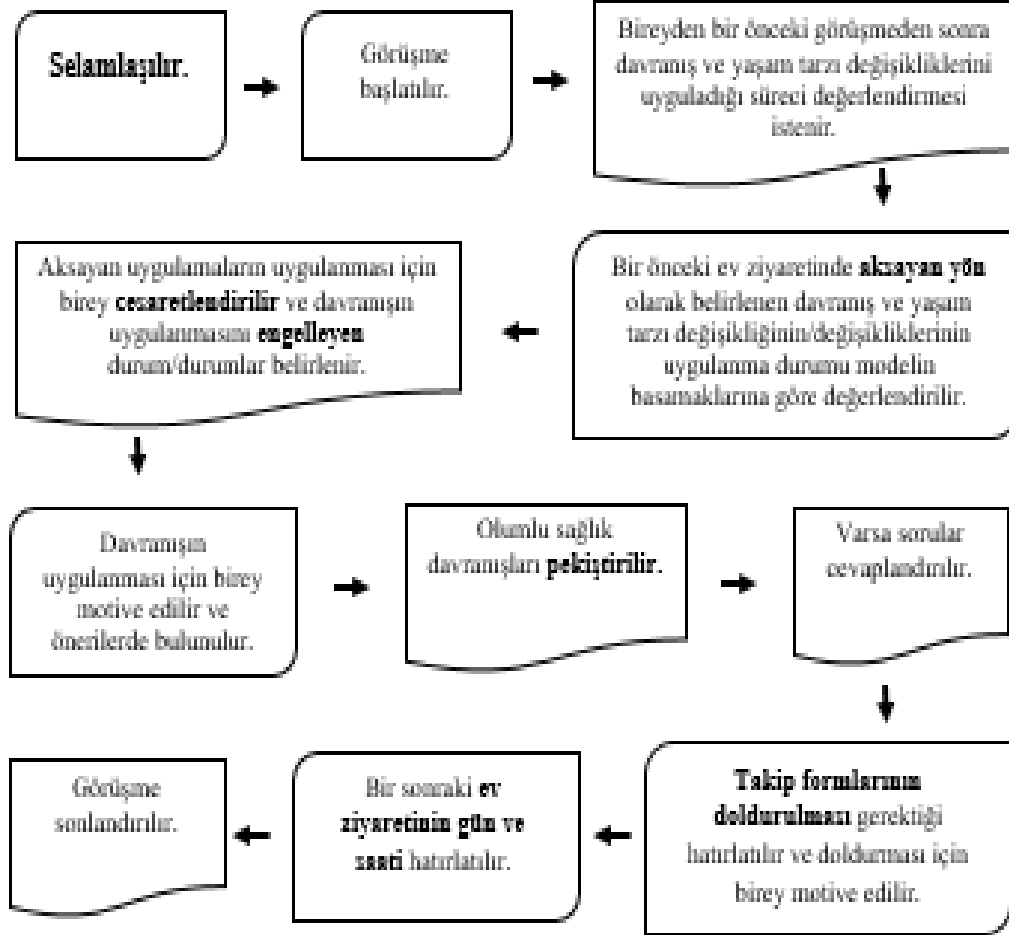 Selamlaşılır.
Görüşme
başlatılır.
Bireyden bir önceki görüşmeden sonra
davranış ve yaşam tarzı değişikliklerini
uyguladığı süreci değerlendirmesi
istenir.
Bir önceki ev ziyaretinde aksayan yön
olarak belirlenen davranış ve yaşam
tarzı değişikliğinin/değişikliklerinin
uygulanma durumu modelin
basamaklarına göre değerlendirilir.
Aksayan uygulamaların uygulanması için
birey cesaretlendirilir ve davranışın
uygulanmasını engelleyen
durum/durumlar belirlenir.
Davranışın
uygulanması için birey
motive edilir ve
önerilerde bulunulur.
Olumlu sağlık
davranışları pekiştirilir.
Varsa sorular
cevaplandırılır.
Takip formlarının
doldurulması gerektiği
hatırlatılır ve doldurması için
birey motive edilir.
Bir sonraki ev
ziyaretinin gün ve
saati hatırlatılır.
Görüşme
sonlandırılır.